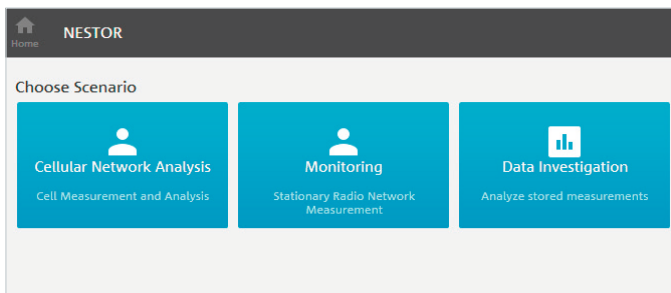 Home
NESTOR
Choose Scenario
Cellular Network Analysis
Cell Measurement and Analysis
Monitoring
Stationary Radio Network
Measurement
Data Investigation
Analyze stored measurements